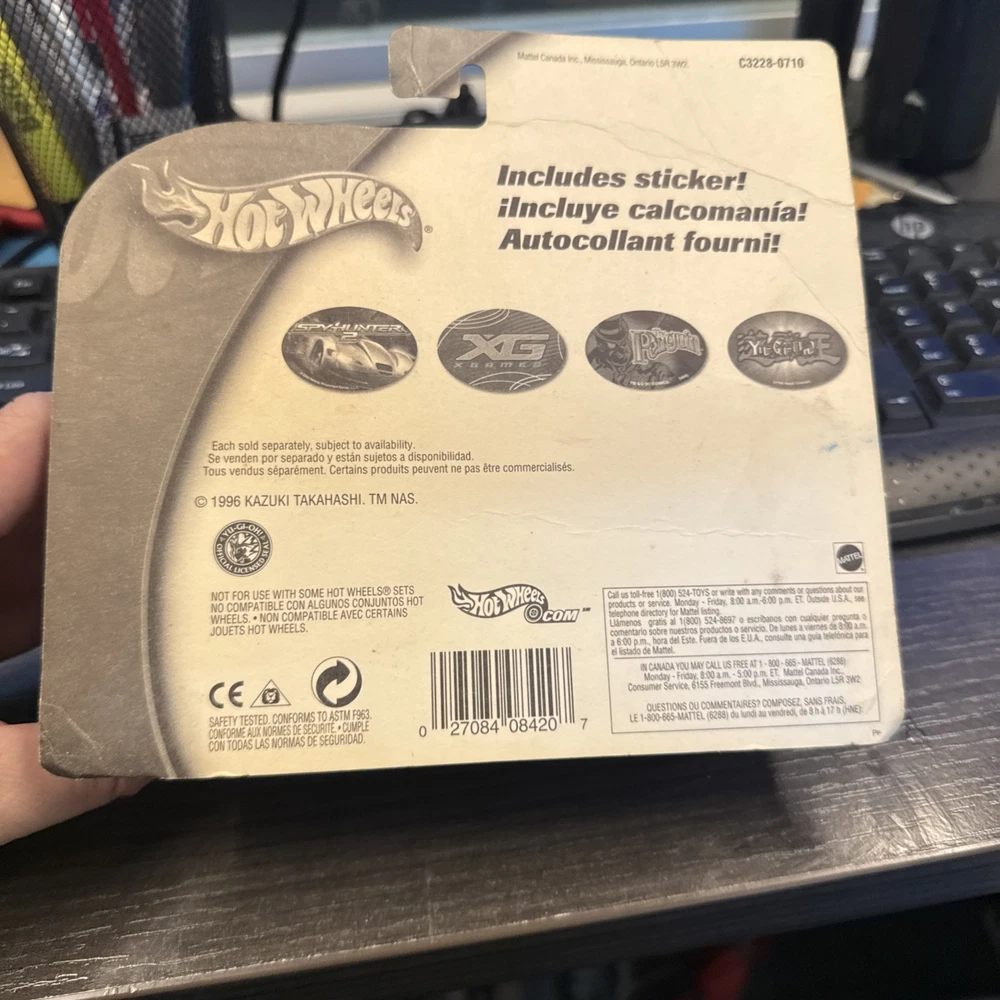 Mattel Canada Inc., Mississauga, Ontario L5R 3W2.
C3228-0710
HOT WHEELS®
Includes sticker!
¡Incluye calcomanía!
Autocollant fourni!
hp
SPY HUNTER 2
XG
X GAMES
YU-GI-OH!
Each sold separately, subject to availability.
Se venden por separado y están sujetos a disponibilidad.
Tous vendus séparément. Certains produits peuvent ne pas être commercialisés.
© 1996 KAZUKI TAKAHASHI. TM NAS.
YU-GI-OH!
OFFICIAL LICENSED
MATTEL
NOT FOR USE WITH SOME HOT WHEELS® SETS
NO COMPATIBLE CON ALGUNOS CONJUNTOS HOT
WHEELS. • NON COMPATIBLE AVEC CERTAINS
JOUETS HOT WHEELS.
HOT WHEELS .COM℠
Call us toll-free 1(800) 524-TOYS or write with any comments or questions about our
products or service. Monday - Friday, 8:00 a.m.-6:00 p.m. ET. Outside U.S.A., see
telephone directory for Mattel listing.
Llámenos gratis al 1(800) 524-8697 o escríbanos con cualquier pregunta o
comentario sobre nuestros productos o servicio. De lunes a viernes de 8:00 a.m.
a 6:00 p.m., hora del Este. Fuera de los E.U.A., consulte una guía telefónica para
el listado de Mattel.
IN CANADA YOU MAY CALL US FREE AT 1 - 800 - 665 - MATTEL (6288)
Monday - Friday, 8:00 a.m. - 5:00 p.m. ET. Mattel Canada Inc.,
Consumer Service, 6155 Freemont Blvd., Mississauga, Ontario L5R 3W2
QUESTIONS OU COMMENTAIRES? COMPOSEZ, SANS FRAIS,
LE 1-800-665-MATTEL (6288) du lundi au vendredi, de 8 h à 17 h (HNE).
CE
SAFETY TESTED. CONFORMS TO ASTM F963.
CONFORME AUX NORMES DE SÉCURITÉ. • CUMPLE
CON TODAS LAS NORMAS DE SEGURIDAD.
0 27084 08420 7